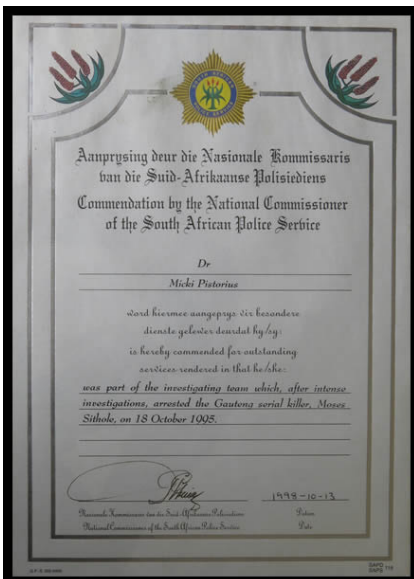 Aanprysing deur die Nasionale Kommissaris
van die Suid-Afrikaanse Polisiediens
Commendation by the National Commissioner
of the South African Police Service
Dr
Micki Pistorius
word hiermee aangeprys vir besondere
dienste gelewer deurdat hy/sy:
is hereby commended for outstanding
services rendered in that he/she:
was part of the investigating team which, after intense
investigations, arrested the Gauteng serial killer, Moses
Sithole, on 18 October 1995.
1998-10-13
Nasionale Kommissaris van die Suid-Afrikaanse Polisiediens Datum
National Commissioner of the South African Police Service Date